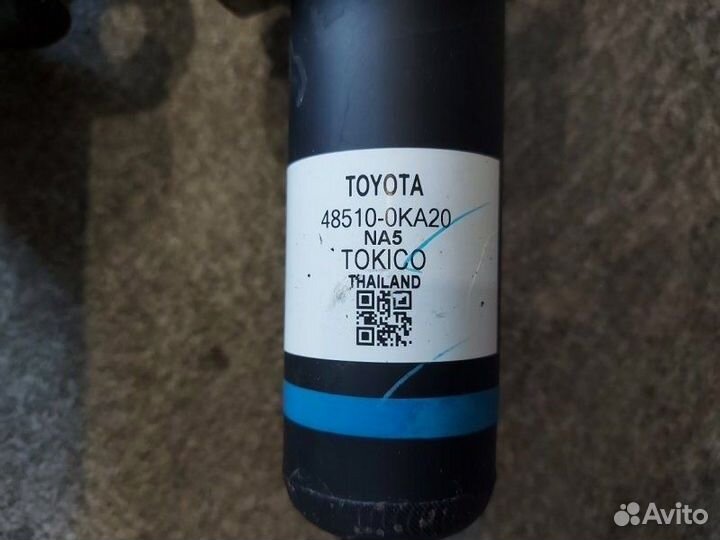 TOYOTA
48510-0KA20
NA5
TOKICO
THAILAND
Avito